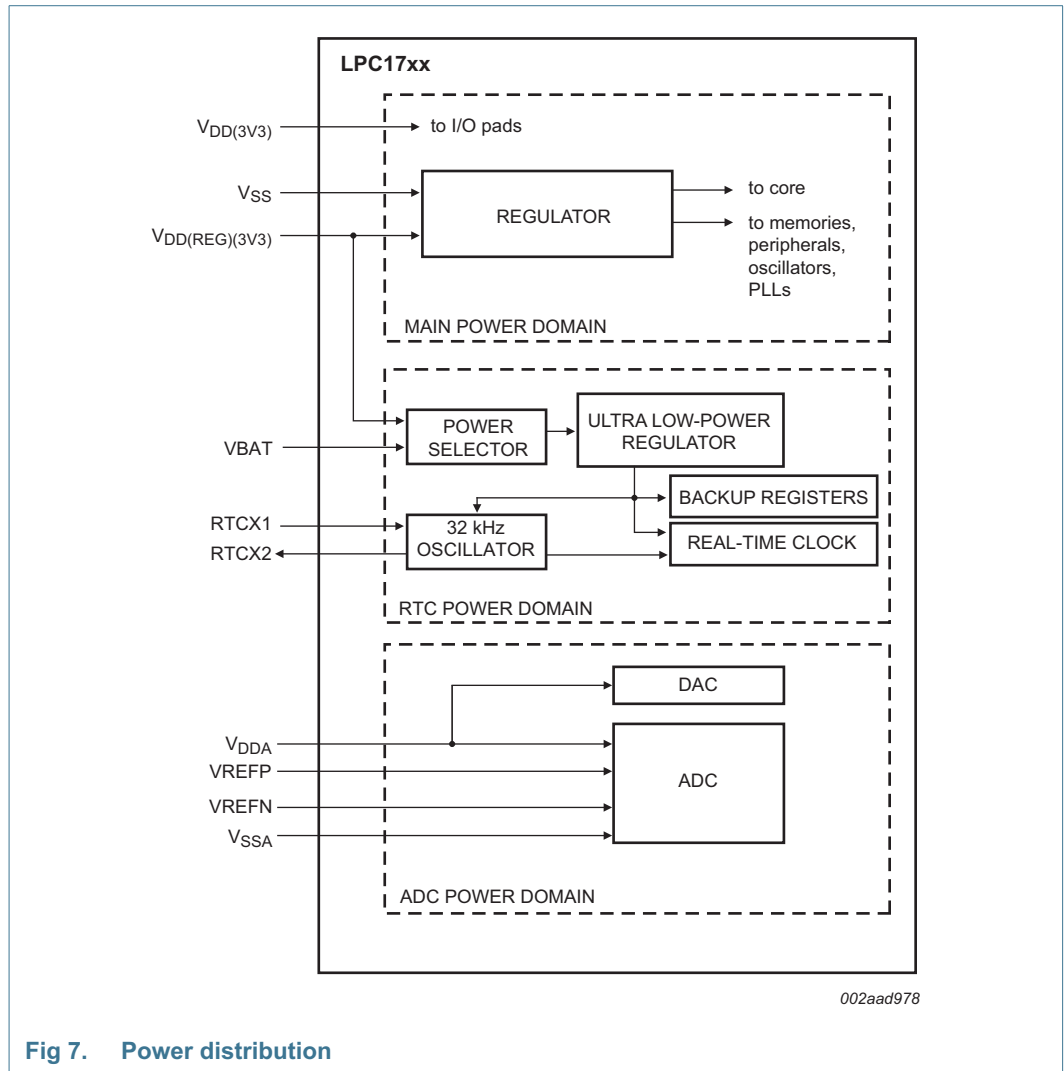 LPC17xx
VDD(3V3)
to I/O pads
VSS
REGULATOR
to core
VDD(REG)(3V3)
to memories,
peripherals,
oscillators,
PLLs
MAIN POWER DOMAIN
POWER
SELECTOR
ULTRA LOW-POWER
REGULATOR
VBAT
BACKUP REGISTERS
RTCX1
32 kHz
OSCILLATOR
REAL-TIME CLOCK
RTCX2
RTC POWER DOMAIN
DAC
VDDA
VREFP
ADC
VREFN
VSSA
ADC POWER DOMAIN
002aad978
Fig 7. Power distribution